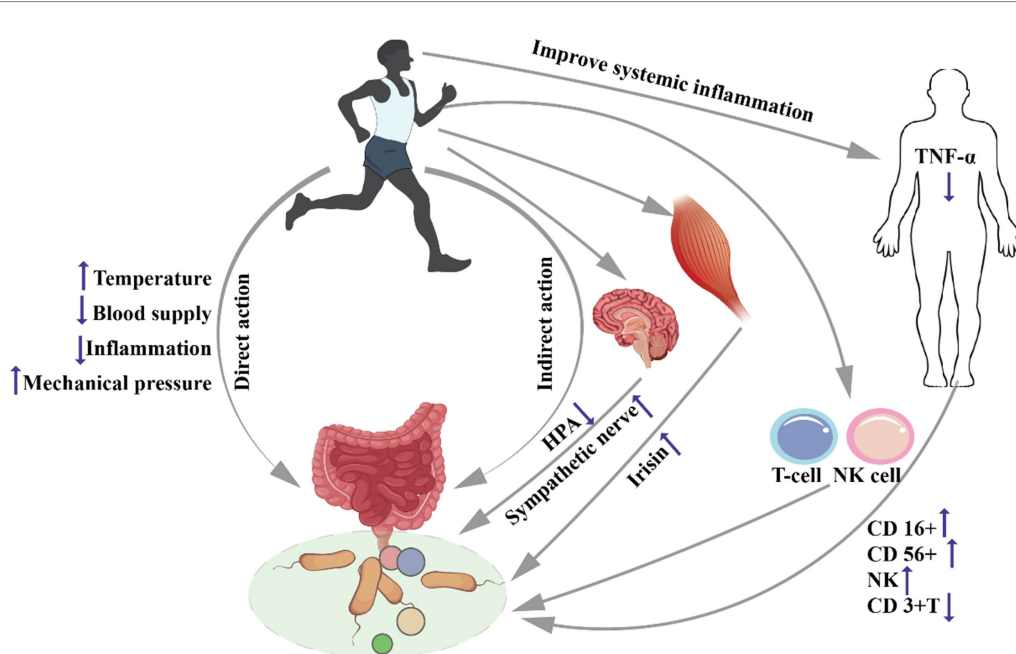 Improve systemic inflammation
TNF-α
↓
↑ Temperature
↓ Blood supply
↓ Inflammation
↑ Mechanical pressure
Direct action
Indirect action
HPA ↓
Sympathetic nerve ↑
Irisin ↑
T-cell NK cell
CD 16+ ↑
CD 56+ ↑
NK ↑
CD 3+T ↓